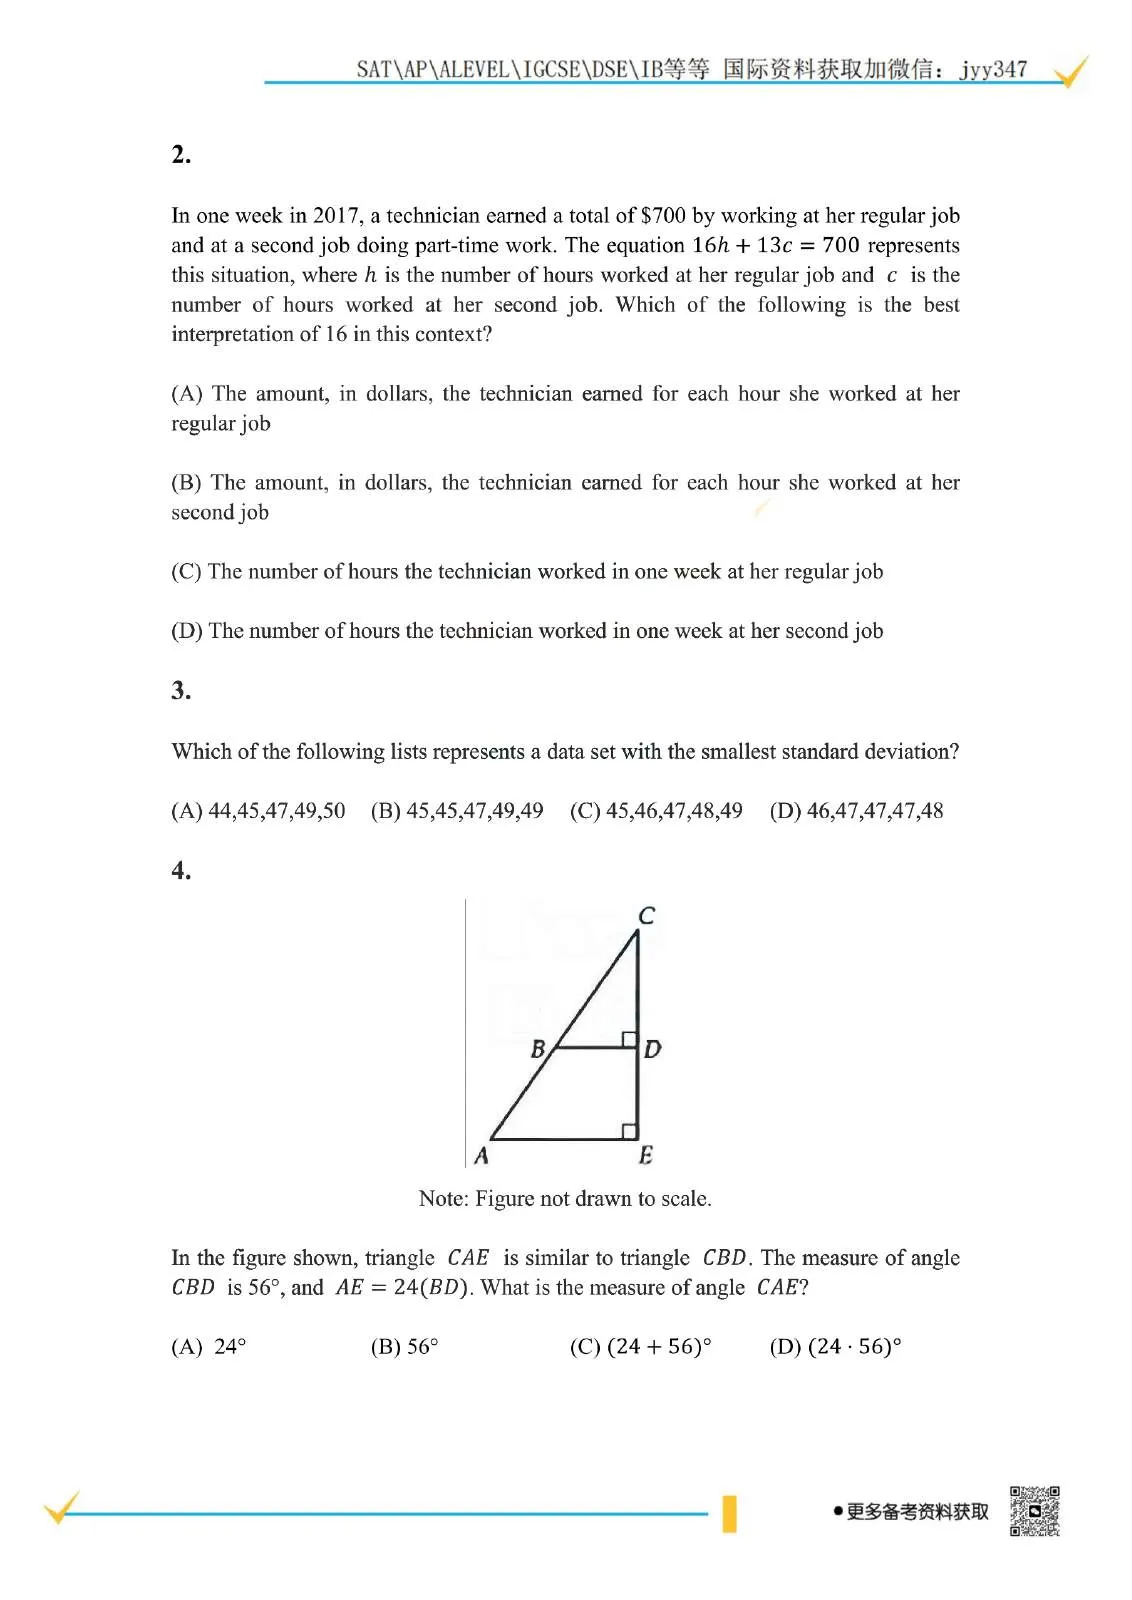 SAT\AP\ALEVEL\IGCSE\DSE\IB等等 国际资料获取加微信：jyy347
2.
In one week in 2017, a technician earned a total of $700 by working at her regular job
and at a second job doing part-time work. The equation 16h + 13c = 700 represents
this situation, where h is the number of hours worked at her regular job and c is the
number of hours worked at her second job. Which of the following is the best
interpretation of 16 in this context?
(A) The amount, in dollars, the technician earned for each hour she worked at her
regular job
(B) The amount, in dollars, the technician earned for each hour she worked at her
second job
(C) The number of hours the technician worked in one week at her regular job
(D) The number of hours the technician worked in one week at her second job
3.
Which of the following lists represents a data set with the smallest standard deviation?
(A) 44,45,47,49,50 (B) 45,45,47,49,49 (C) 45,46,47,48,49 (D) 46,47,47,47,48
4.
C
B D
A E
Note: Figure not drawn to scale.
In the figure shown, triangle CAE is similar to triangle CBD. The measure of angle
CBD is 56°, and AE = 24(BD). What is the measure of angle CAE?
(A) 24° (B) 56° (C) (24 + 56)° (D) (24 · 56)°
●更多备考资料获取